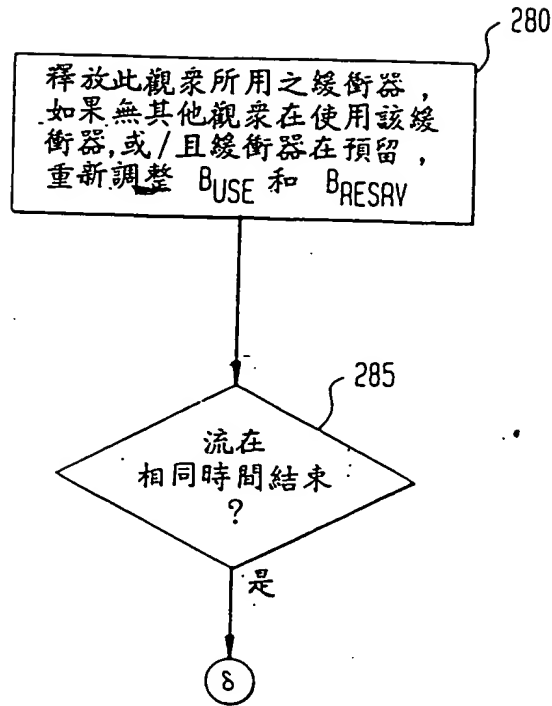 280
釋放此觀衆所用之緩衝器，
如果無其他觀衆在使用該緩
衝器，或/且緩衝器在預留，
重新調整 BUSE 和 BRESRV
285
流在
相同時間結束
?
是
δ